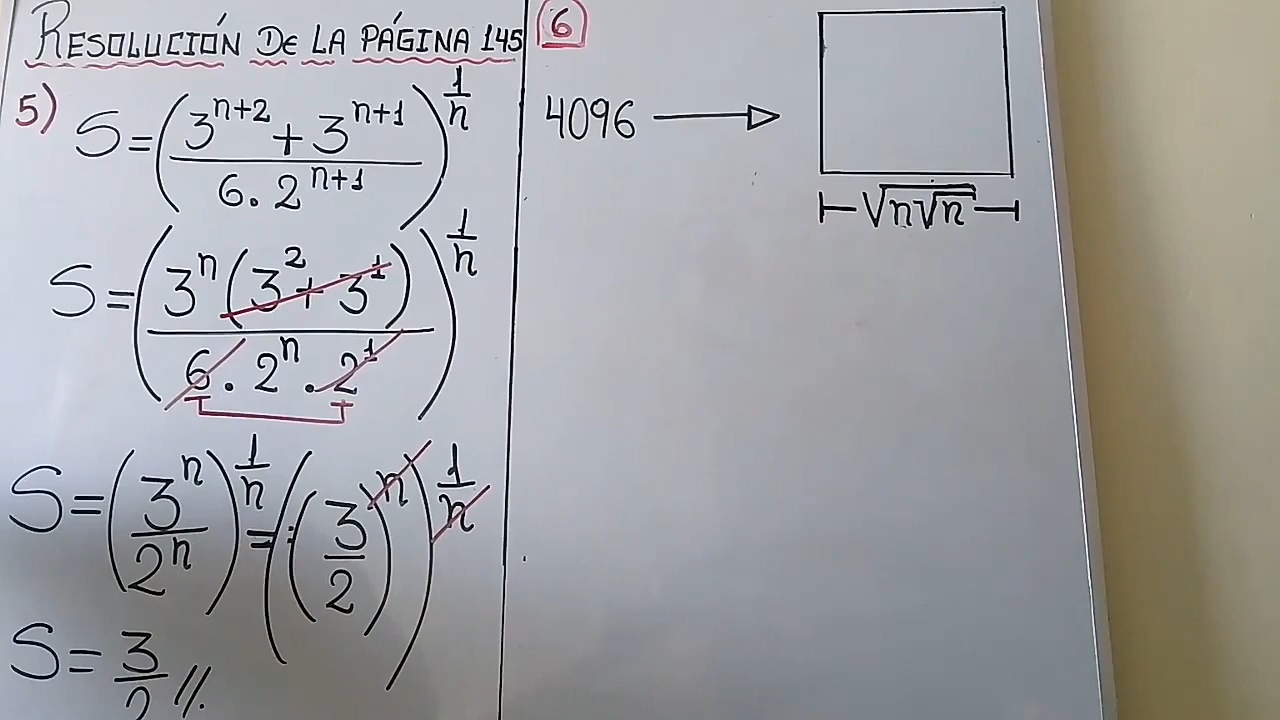 RESOLUCIÓN DE LA PÁGINA 145
5) S = ( (3^{n+2} + 3^{n+1}) / (6 . 2^{n+1}) )^{1/n}
S = ( 3^n (3^2 + 3^1) / (6 . 2^n . 2^1) )^{1/n}
S = ( 3^n / 2^n )^{1/n} = ( (3/2)^n )^{1/n}
S = 3/2 //.
6
4096 →
√(n√n)